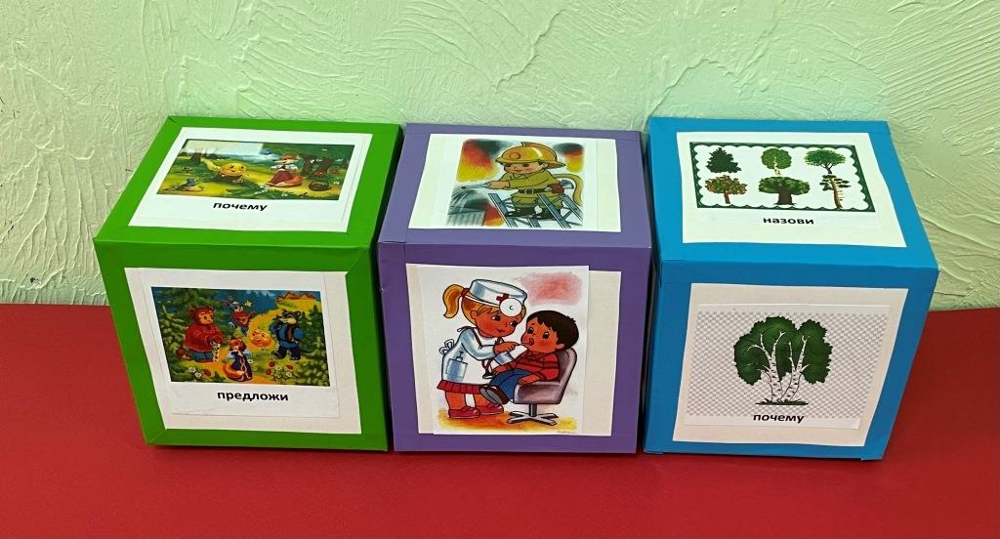 почему
предложи
назови
почему